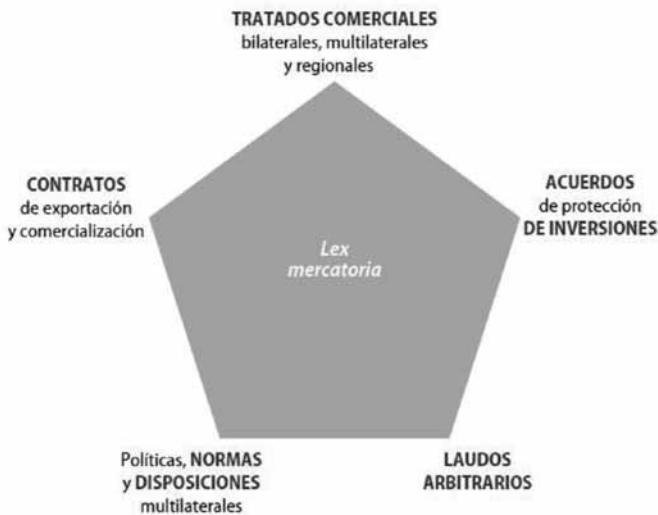 TRATADOS COMERCIALES
bilaterales, multilaterales
y regionales
CONTRATOS
de exportación
y comercialización
ACUERDOS
de protección
DE INVERSIONES
Lex
mercatoria
Políticas, NORMAS
y DISPOSICIONES
multilaterales
LAUDOS
ARBITRARIOS